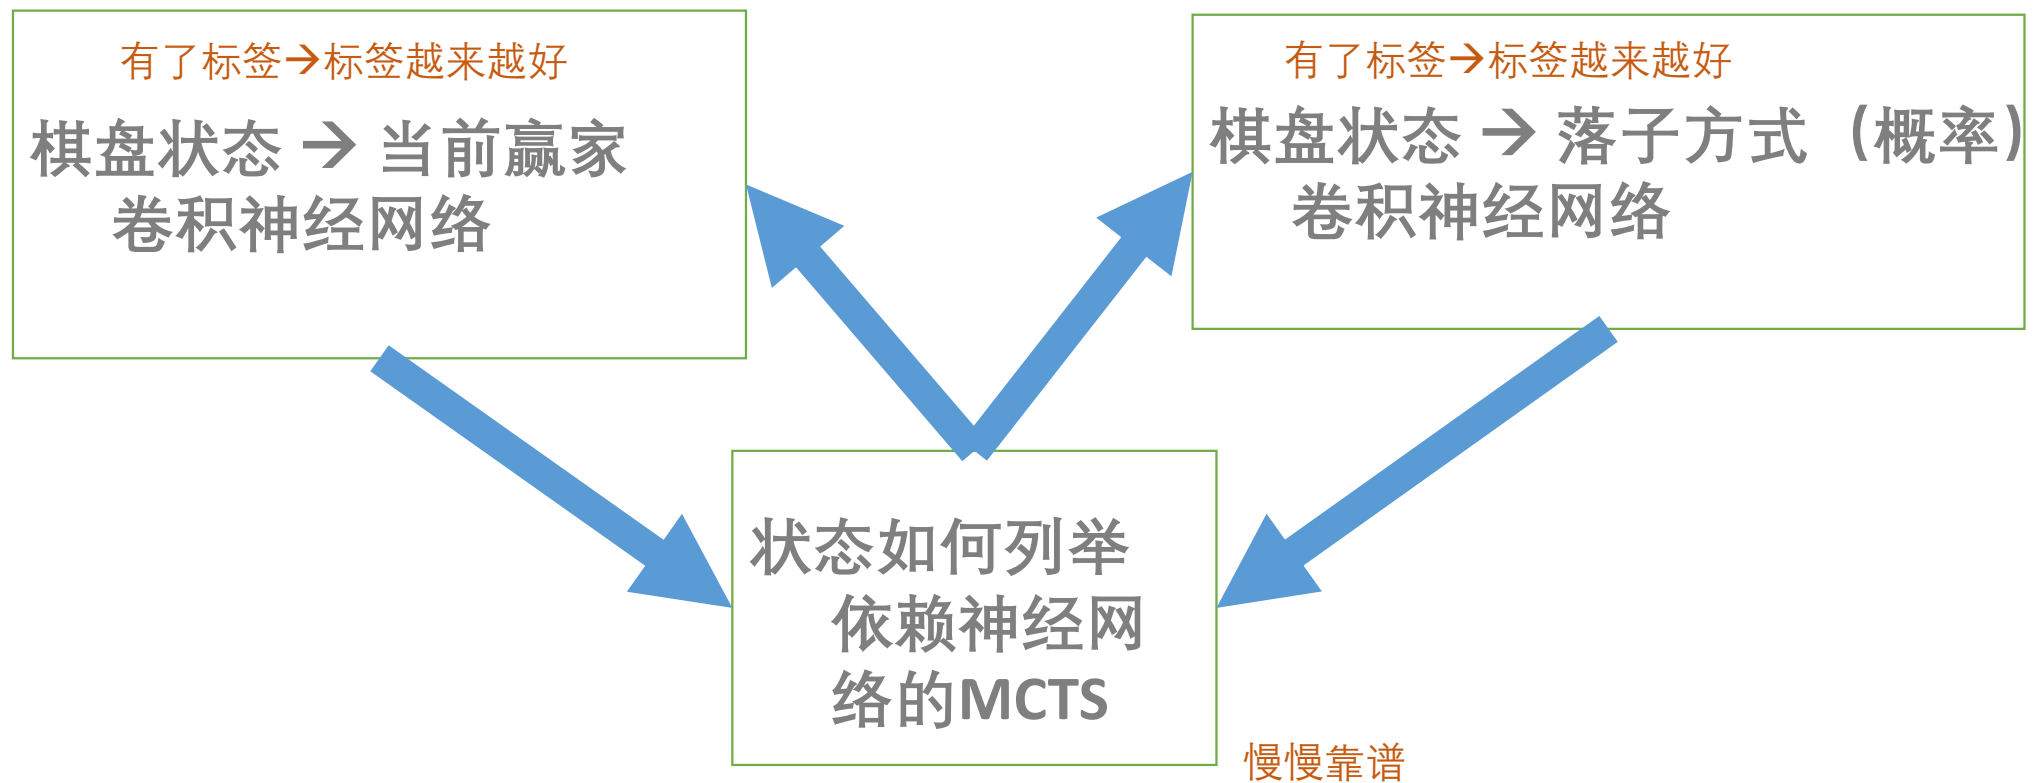 有了标签→标签越来越好
棋盘状态 → 当前赢家
卷积神经网络
有了标签→标签越来越好
棋盘状态 → 落子方式（概率）
卷积神经网络
状态如何列举
依赖神经网
络的MCTS
慢慢靠谱